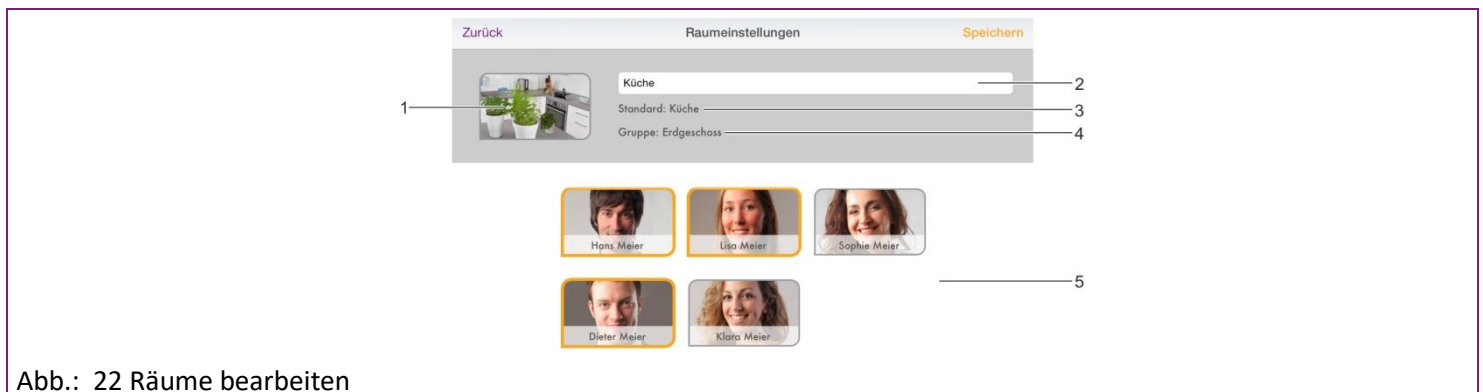 Zurück Raumeinstellungen Speichern
Küche 2
1 Standard: Küche 3
Gruppe: Erdgeschoss 4
Hans Meier Lisa Meier Sophie Meier
5
Dieter Meier Klara Meier
Abb.: 22 Räume bearbeiten